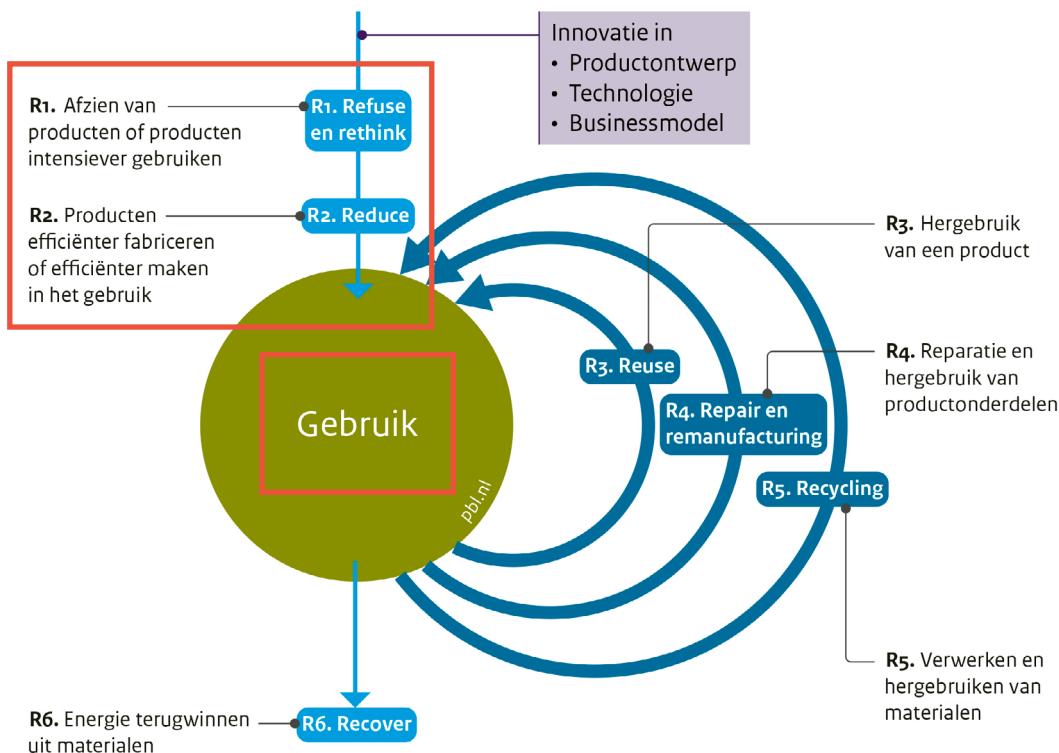 Innovatie in
• Productontwerp
• Technologie
• Businessmodel
R1. Afzien van
producten of producten
intensiever gebruiken
R1. Refuse
en rethink
R2. Producten
efficiënter fabriceren
of efficiënter maken
in het gebruik
R2. Reduce
R3. Hergebruik
van een product
R3. Reuse
R4. Reparatie en
hergebruik van
productonderdelen
R4. Repair en
remanufacturing
Gebruik
R5. Recycling
pbl.nl
R5. Verwerken en
hergebruiken van
materialen
R6. Energie terugwinnen
uit materialen
R6. Recover